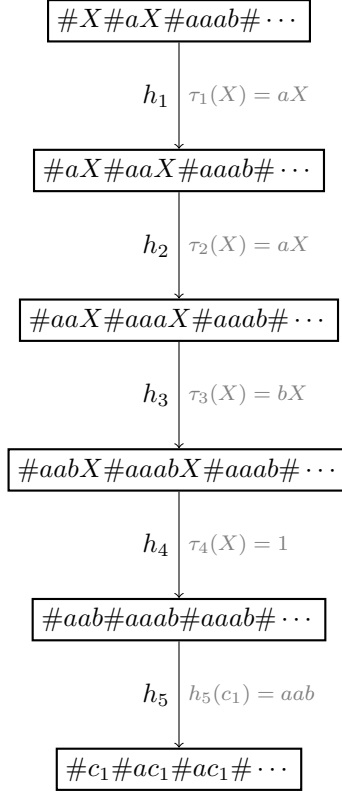 #X#aX#aaab#⋯
h₁ τ₁(X) = aX
#aX#aaX#aaab#⋯
h₂ τ₂(X) = aX
#aaX#aaaX#aaab#⋯
h₃ τ₃(X) = bX
#aabX#aaabX#aaab#⋯
h₄ τ₄(X) = 1
#aab#aaab#aaab#⋯
h₅ h₅(c₁) = aab
#c₁#ac₁#ac₁#⋯